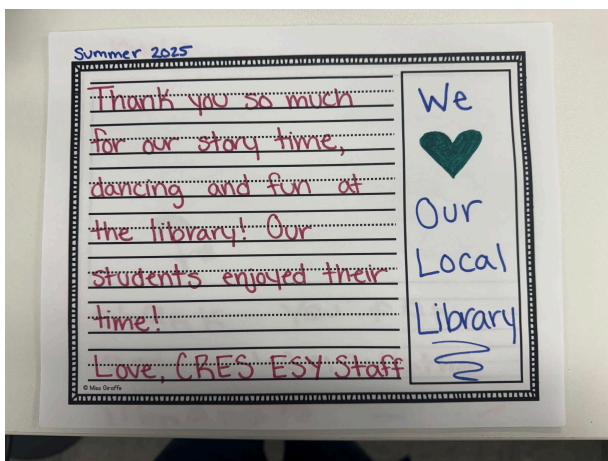 Summer 2025
Thank you so much
for our story time,
dancing and fun at
the library! Our
students enjoyed their
time!
Love, CRES ESY Staff
© Miss Giraffe
We
Our
Local
Library